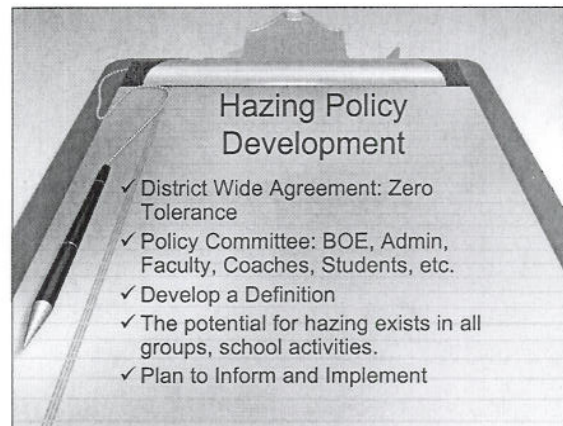 Hazing Policy
Development
✓ District Wide Agreement: Zero
Tolerance
✓ Policy Committee: BOE, Admin,
Faculty, Coaches, Students, etc.
✓ Develop a Definition
✓ The potential for hazing exists in all
groups, school activities.
✓ Plan to Inform and Implement